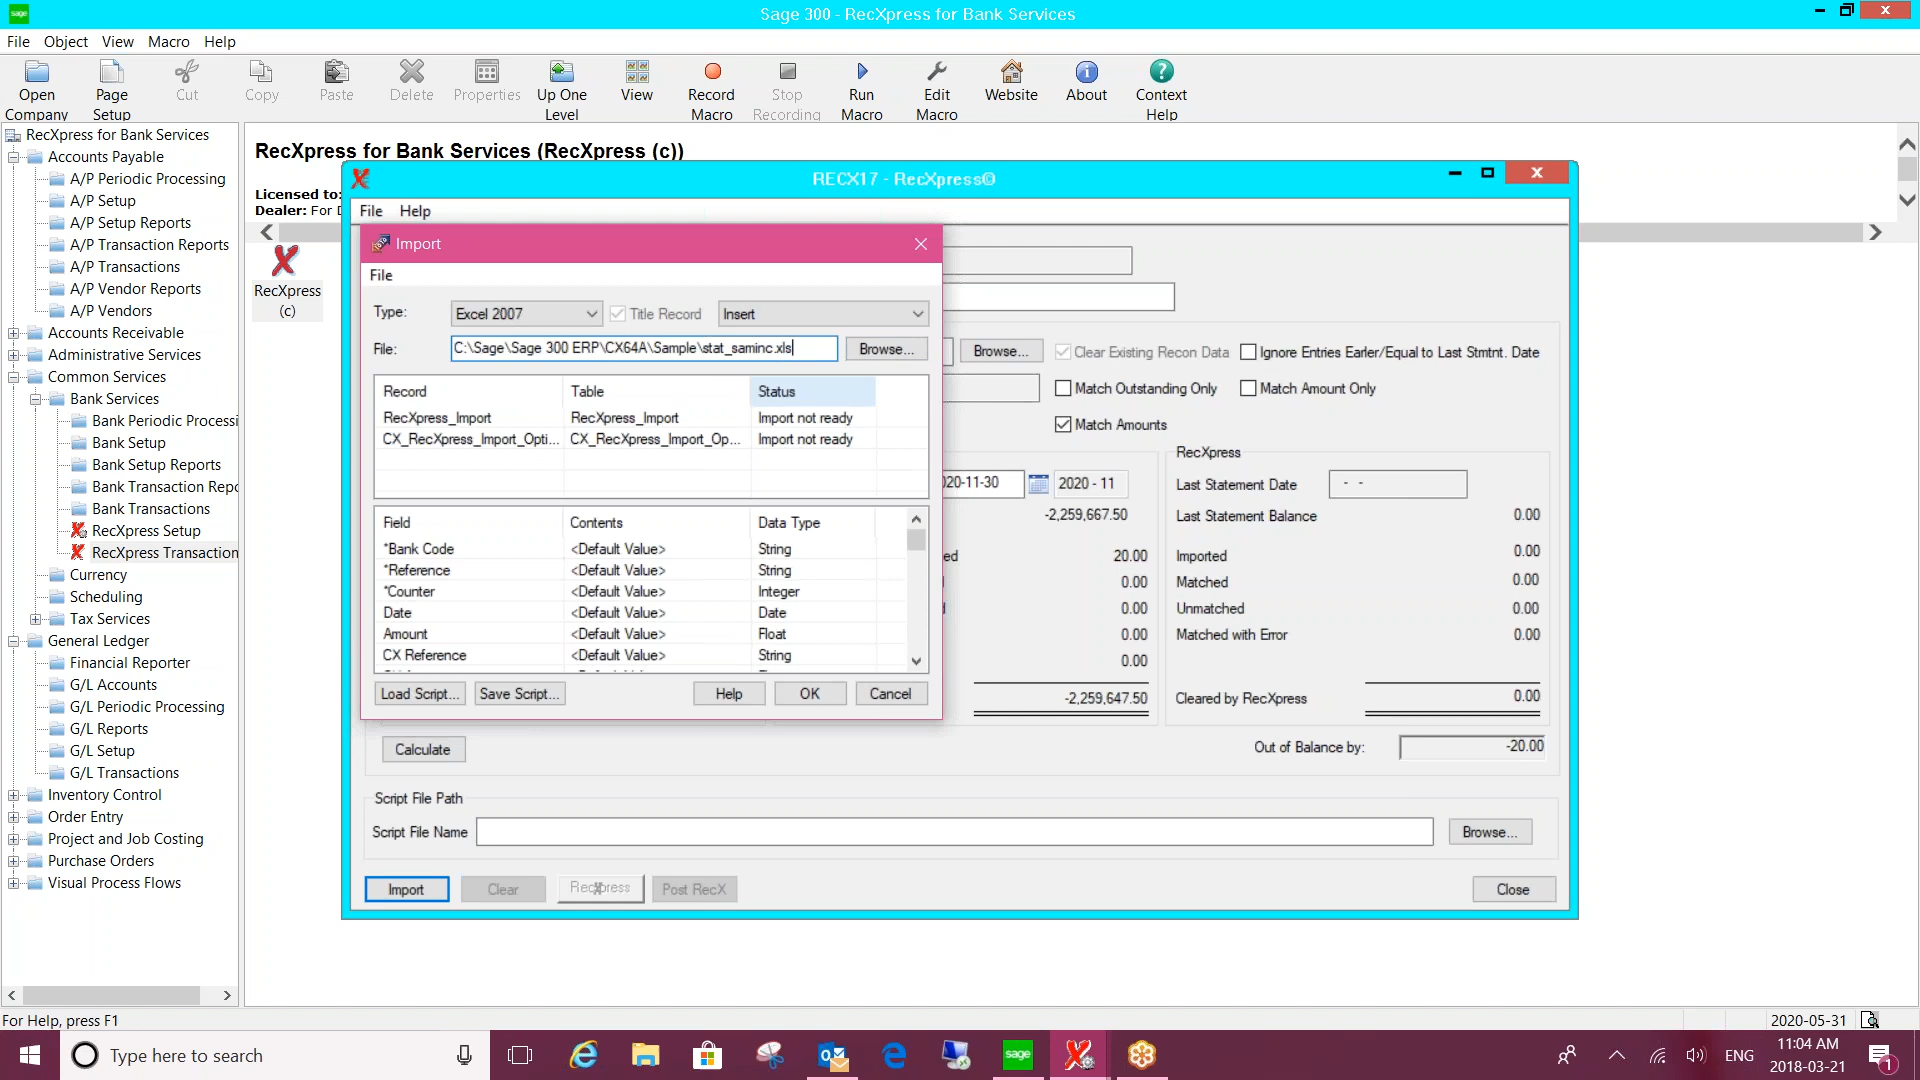 sage
Sage 300 - RecXpress for Bank Services
File Object View Macro Help
Open Company
Page Setup
Cut
Copy
Paste
Delete
Properties
Up One Level
View
Record Macro
Stop Recording
Run Macro
Edit Macro
Website
About
Context Help
RecXpress for Bank Services
Accounts Payable
A/P Periodic Processing
A/P Setup
A/P Setup Reports
A/P Transaction Reports
A/P Transactions
A/P Vendor Reports
A/P Vendors
Accounts Receivable
Administrative Services
Common Services
Bank Services
Bank Periodic Processi
Bank Setup
Bank Setup Reports
Bank Transaction Repo
Bank Transactions
RecXpress Setup
RecXpress Transaction
Currency
Scheduling
Tax Services
General Ledger
Financial Reporter
G/L Accounts
G/L Periodic Processing
G/L Reports
G/L Setup
G/L Transactions
Inventory Control
Order Entry
Project and Job Costing
Purchase Orders
Visual Process Flows
RecXpress for Bank Services (RecXpress (c))
Licensed to:
Dealer: For
RecXpress
(c)
RECX17 - RecXpress©
File Help
Import
File
Type: Excel 2007 Title Record Insert
File: C:\Sage\Sage 300 ERP\CX64A\Sample\stat_saminc.xls Browse...
Record Table Status
RecXpress_Import RecXpress_Import Import not ready
CX_RecXpress_Import_Opti... CX_RecXpress_Import_Op... Import not ready
Field Contents Data Type
*Bank Code <Default Value> String
*Reference <Default Value> String
*Counter <Default Value> Integer
Date <Default Value> Date
Amount <Default Value> Float
CX Reference <Default Value> String
Load Script... Save Script... Help OK Cancel
Browse... Clear Existing Recon Data Ignore Entries Earler/Equal to Last Stmtnt. Date
Match Outstanding Only Match Amount Only
Match Amounts
020-11-30 2020 - 11
-2,259,667.50
ed 20.00
0.00
0.00
0.00
0.00
-2,259,647.50
RecXpress
Last Statement Date - -
Last Statement Balance 0.00
Imported 0.00
Matched 0.00
Unmatched 0.00
Matched with Error 0.00
Cleared by RecXpress 0.00
Calculate
Out of Balance by: -20.00
Script File Path
Script File Name Browse...
Import Clear RecXpress Post RecX Close
For Help, press F1
2020-05-31
Type here to search
sage
ENG
11:04 AM
2018-03-21
1